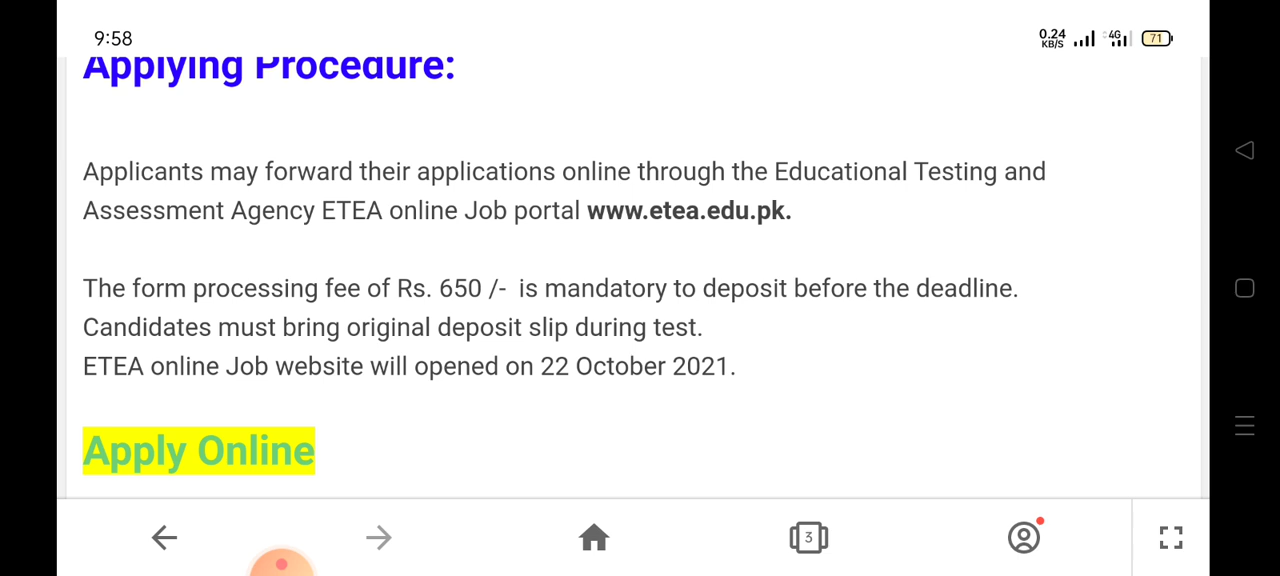 9:58
0.24
KB/S
4G
71
Applying Procedure:
Applicants may forward their applications online through the Educational Testing and
Assessment Agency ETEA online Job portal www.etea.edu.pk.
The form processing fee of Rs. 650 /- is mandatory to deposit before the deadline.
Candidates must bring original deposit slip during test.
ETEA online Job website will opened on 22 October 2021.
Apply Online
3